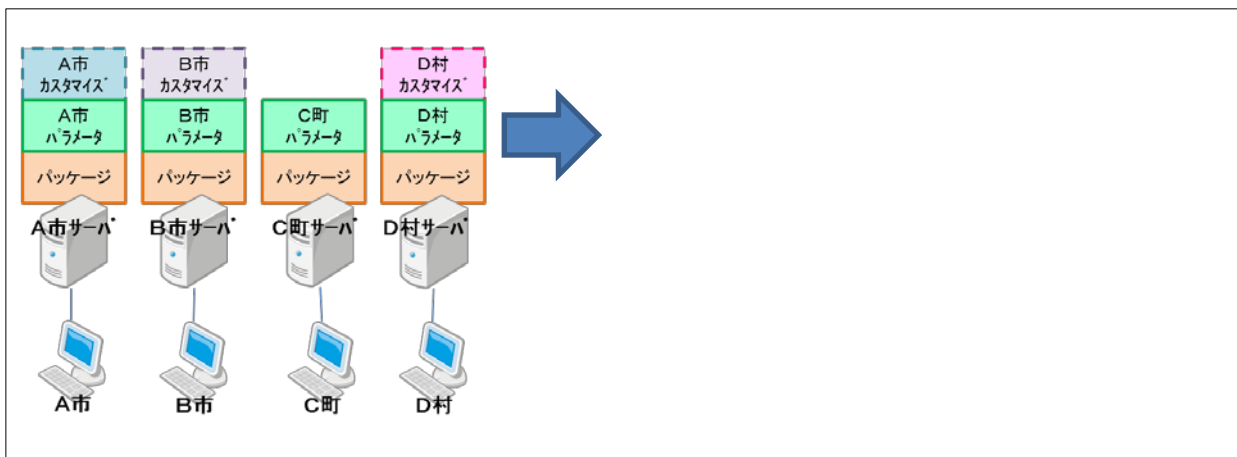 A市
カスタマイズ
B市
カスタマイズ
D村
カスタマイズ
A市
パラメータ
B市
パラメータ
C町
パラメータ
D村
パラメータ
パッケージ
パッケージ
パッケージ
パッケージ
A市サーバ
B市サーバ
C町サーバ
D村サーバ
A市
B市
C町
D村